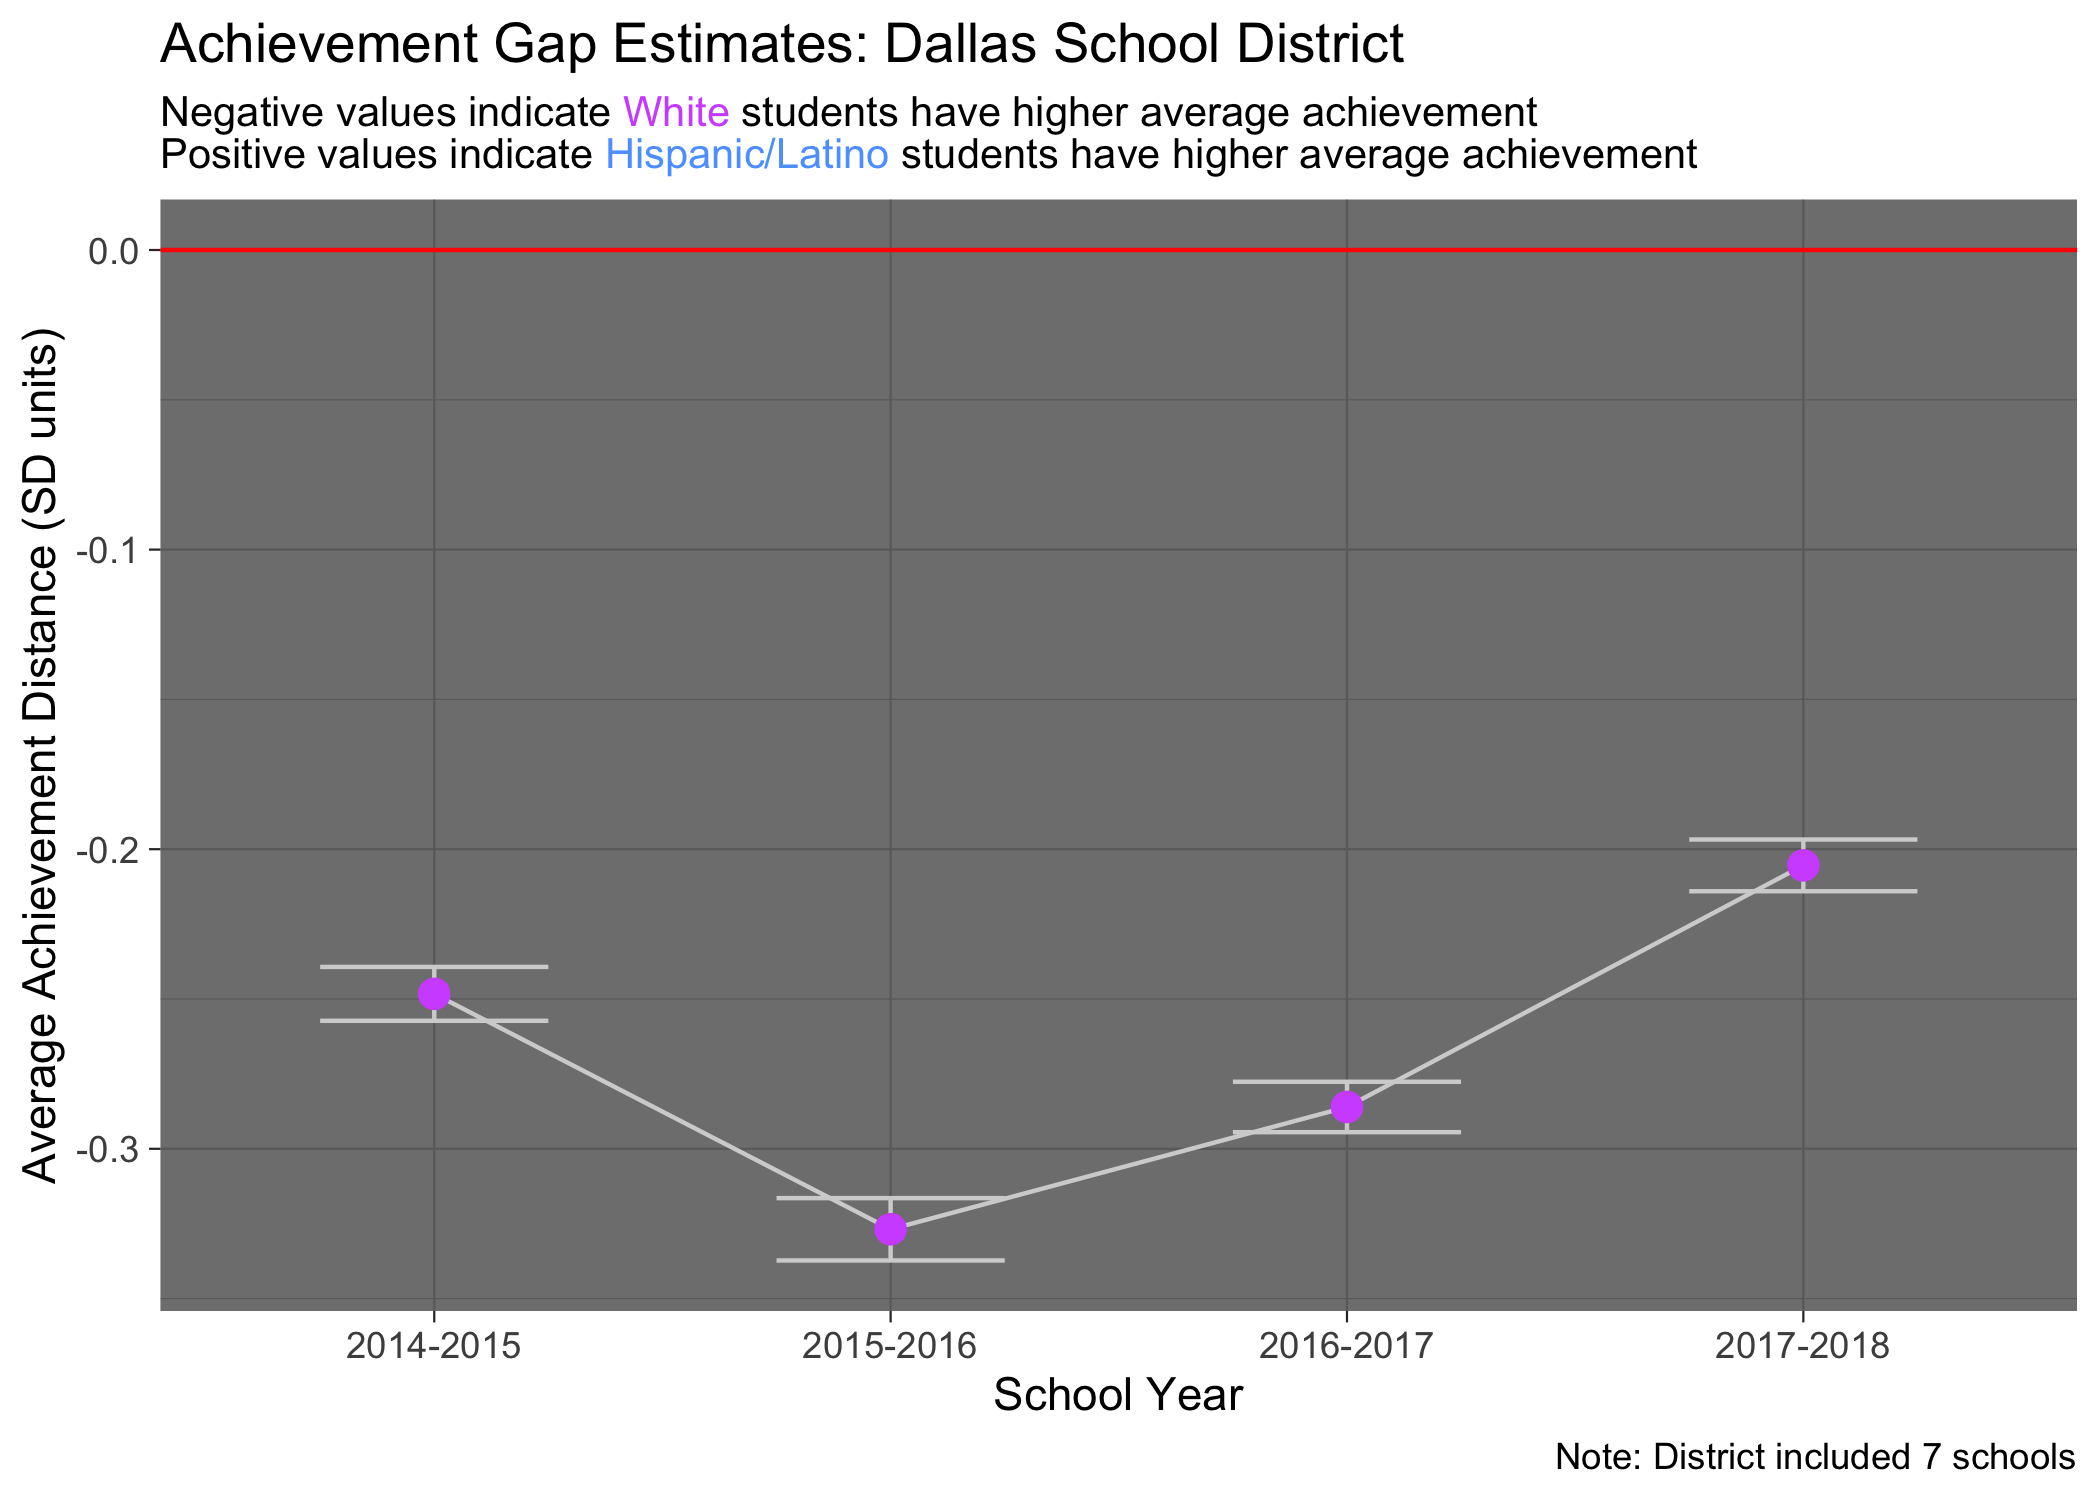 Achievement Gap Estimates: Dallas School District
Negative values indicate White students have higher average achievement
Positive values indicate Hispanic/Latino students have higher average achievement
Average Achievement Distance (SD units)
0.0
-0.1
-0.2
-0.3
2014-2015
2015-2016
2016-2017
2017-2018
School Year
Note: District included 7 schools